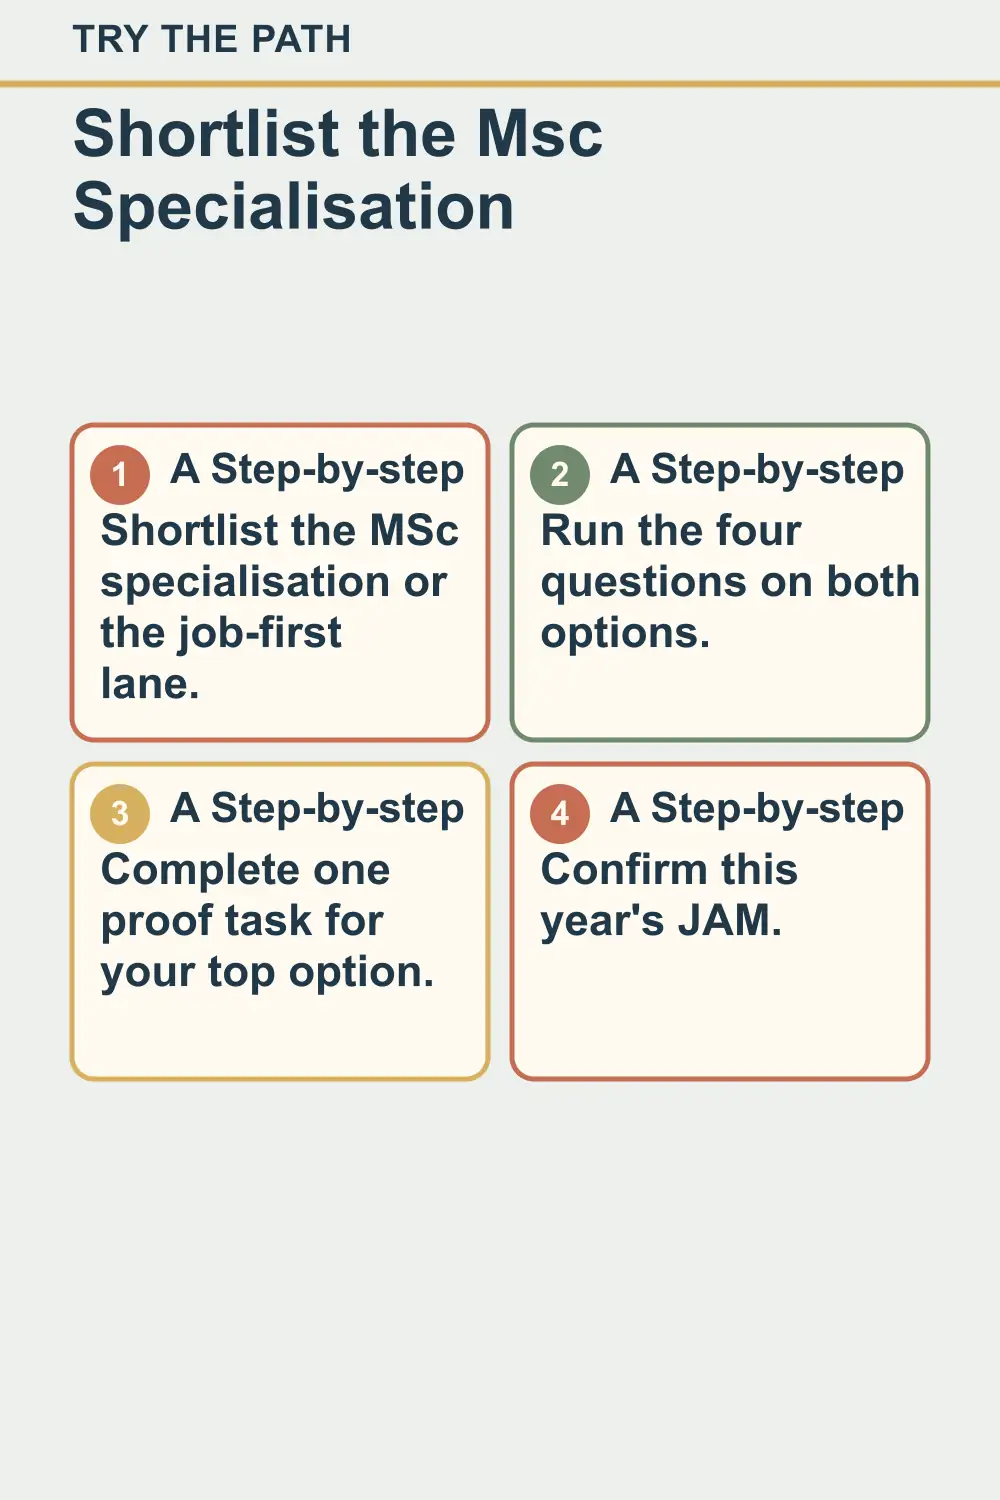 TRY THE PATH
Shortlist the Msc
Specialisation
1 A Step-by-step
Shortlist the MSc
specialisation or
the job-first
lane.
2 A Step-by-step
Run the four
questions on both
options.
3 A Step-by-step
Complete one
proof task for
your top option.
4 A Step-by-step
Confirm this
year's JAM.